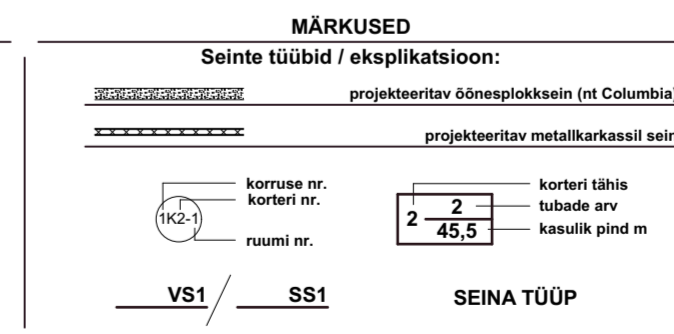 MÄRKUSED
Seinte tüübid / eksplikatsioon:
projekteeritav õõnesplokksein (nt Columbia)
projekteeritav metallkarkassil sein
korruse nr.
korteri nr.
1K2-1
ruumi nr.
korteri tähis
2 2 tubade arv
45,5 kasulik pind m
VS1 / SS1 SEINA TÜÜP